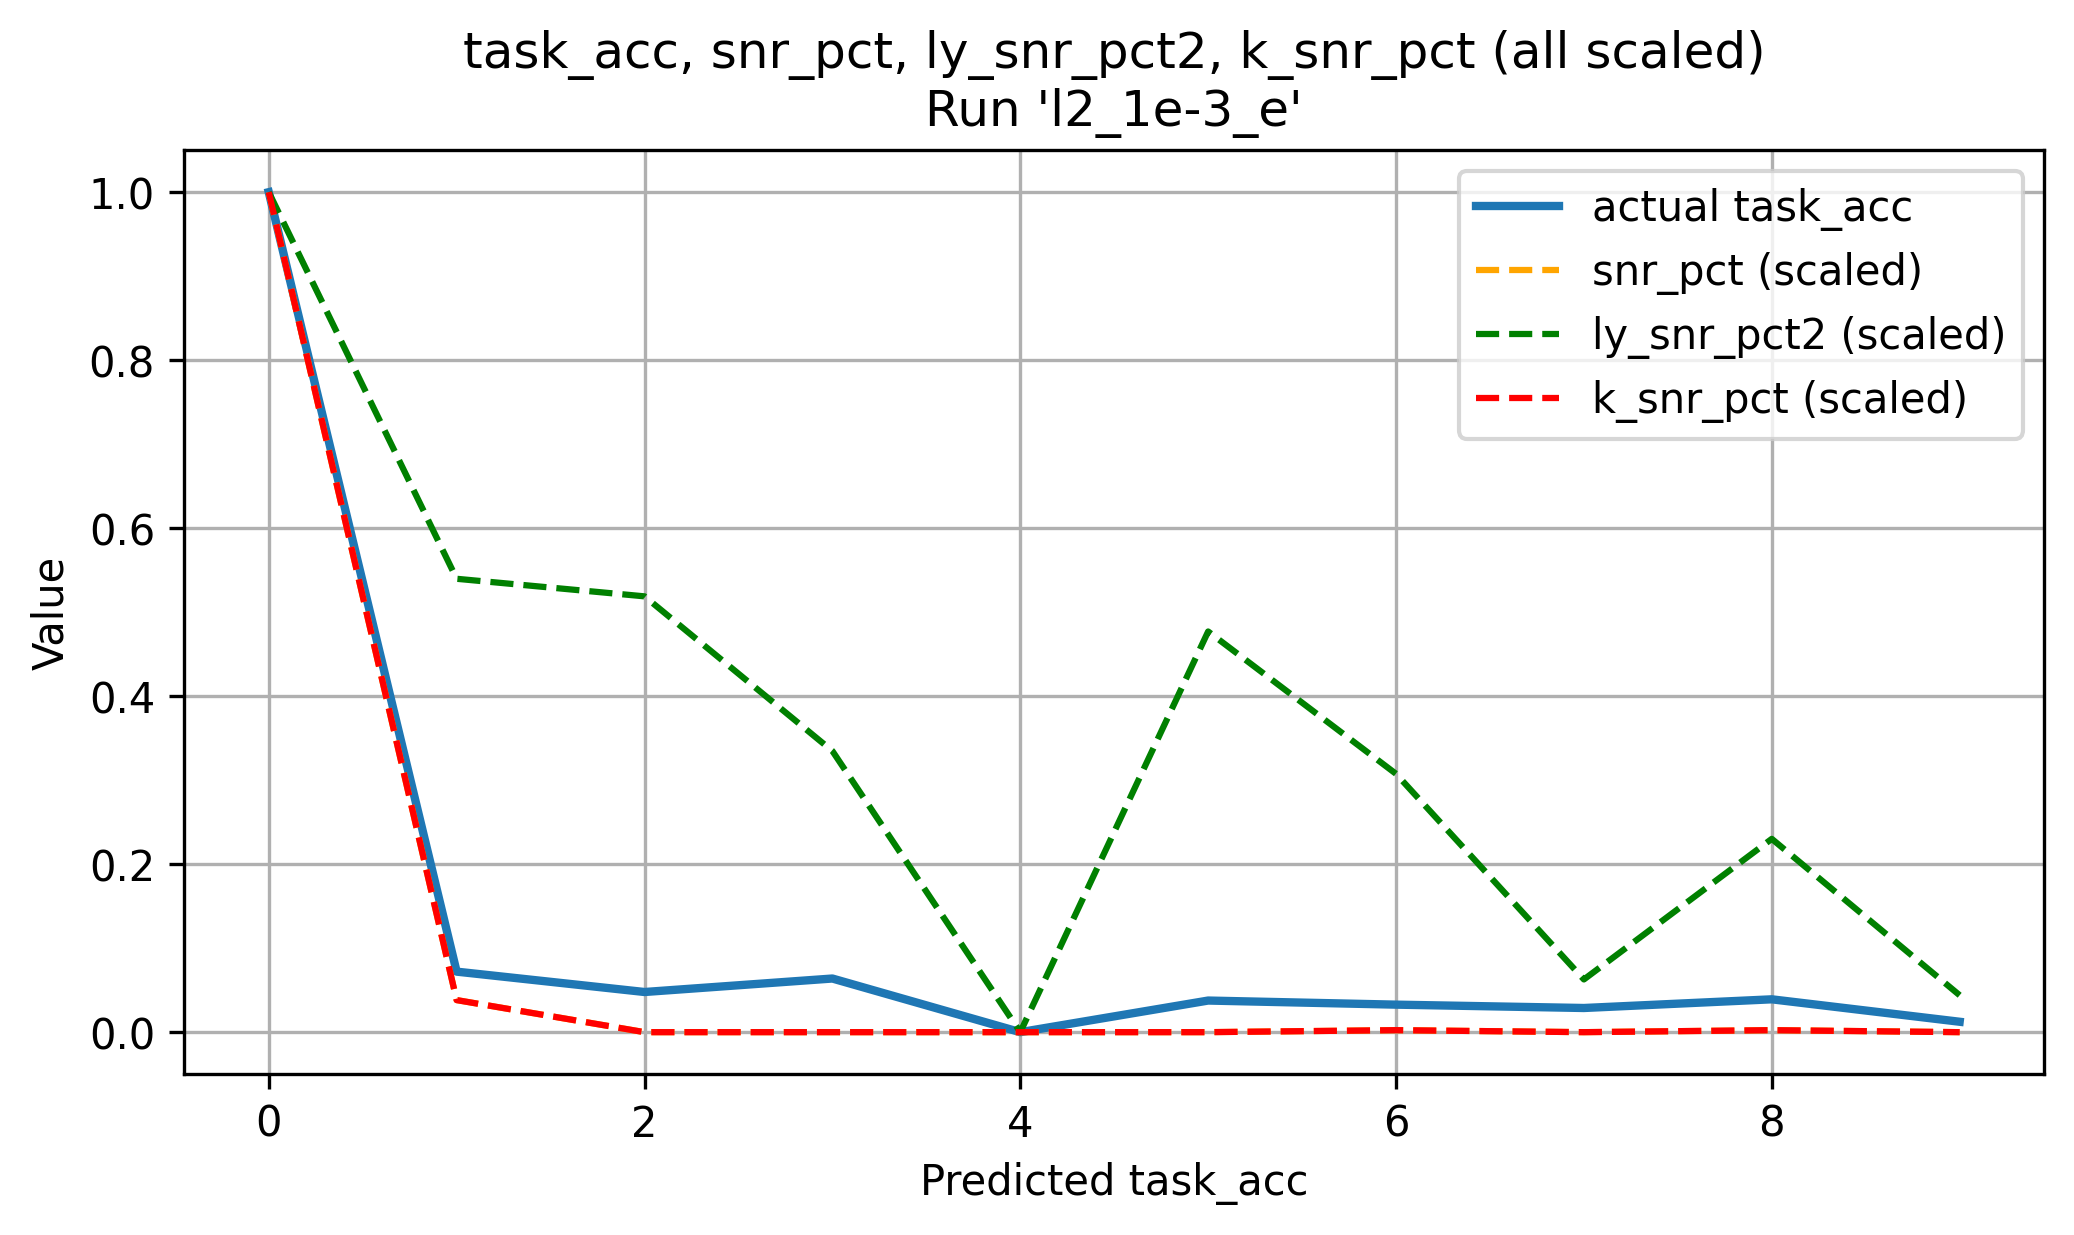 task_acc, snr_pct, ly_snr_pct2, k_snr_pct (all scaled)
Run 'l2_1e-3_e'
1.0
0.8
0.6
0.4
0.2
0.0
Value
actual task_acc
snr_pct (scaled)
ly_snr_pct2 (scaled)
k_snr_pct (scaled)
0 2 4 6 8
Predicted task_acc